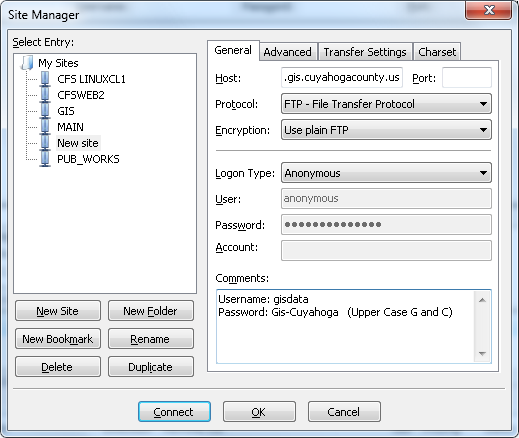 Site Manager
Select Entry:
My Sites
CFS LINUXCL1
CFSWEB2
GIS
MAIN
New site
PUB_WORKS
New Site
New Folder
New Bookmark
Rename
Delete
Duplicate
General
Advanced
Transfer Settings
Charset
Host: .gis.cuyahogacounty.us Port:
Protocol: FTP - File Transfer Protocol
Encryption: Use plain FTP
Logon Type: Anonymous
User: anonymous
Password: ●●●●●●●●●●●●●●
Account:
Comments:
Username: gisdata
Password: Gis-Cuyahoga (Upper Case G and C)
Connect
OK
Cancel